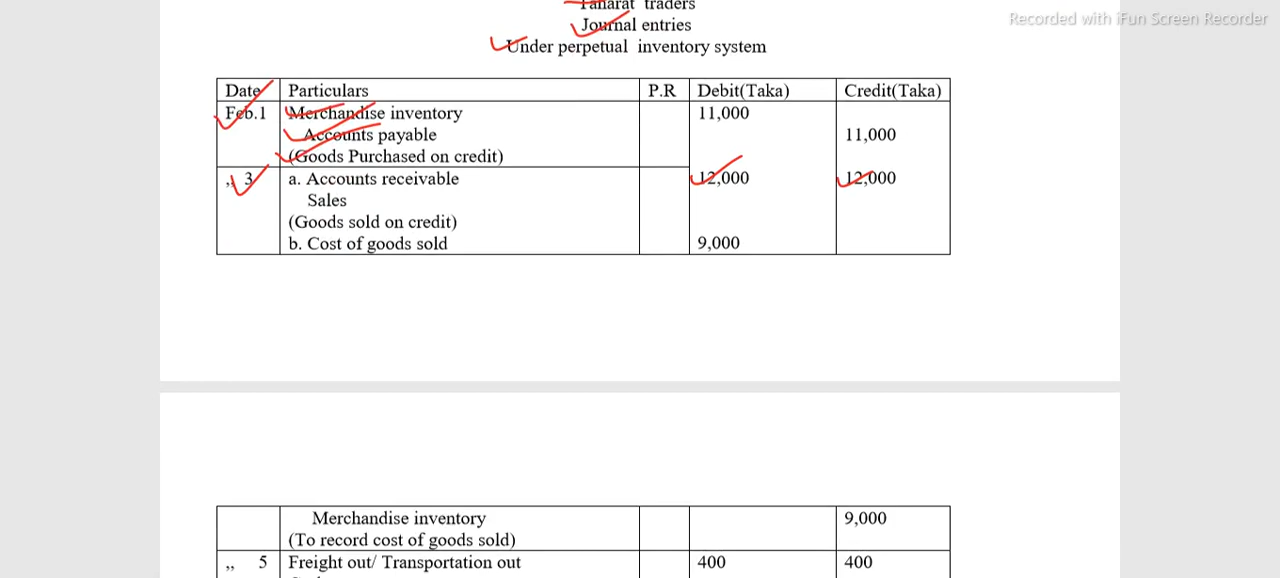 Tanarat traders
Recorded with iFun Screen Recorder
Journal entries
Under perpetual inventory system
Date Particulars P.R Debit(Taka) Credit(Taka)
Feb.1 Merchandise inventory 11,000
Accounts payable 11,000
(Goods Purchased on credit)
,, 3 a. Accounts receivable 12,000 12,000
Sales
(Goods sold on credit)
b. Cost of goods sold 9,000
Merchandise inventory 9,000
(To record cost of goods sold)
,, 5 Freight out/ Transportation out 400 400